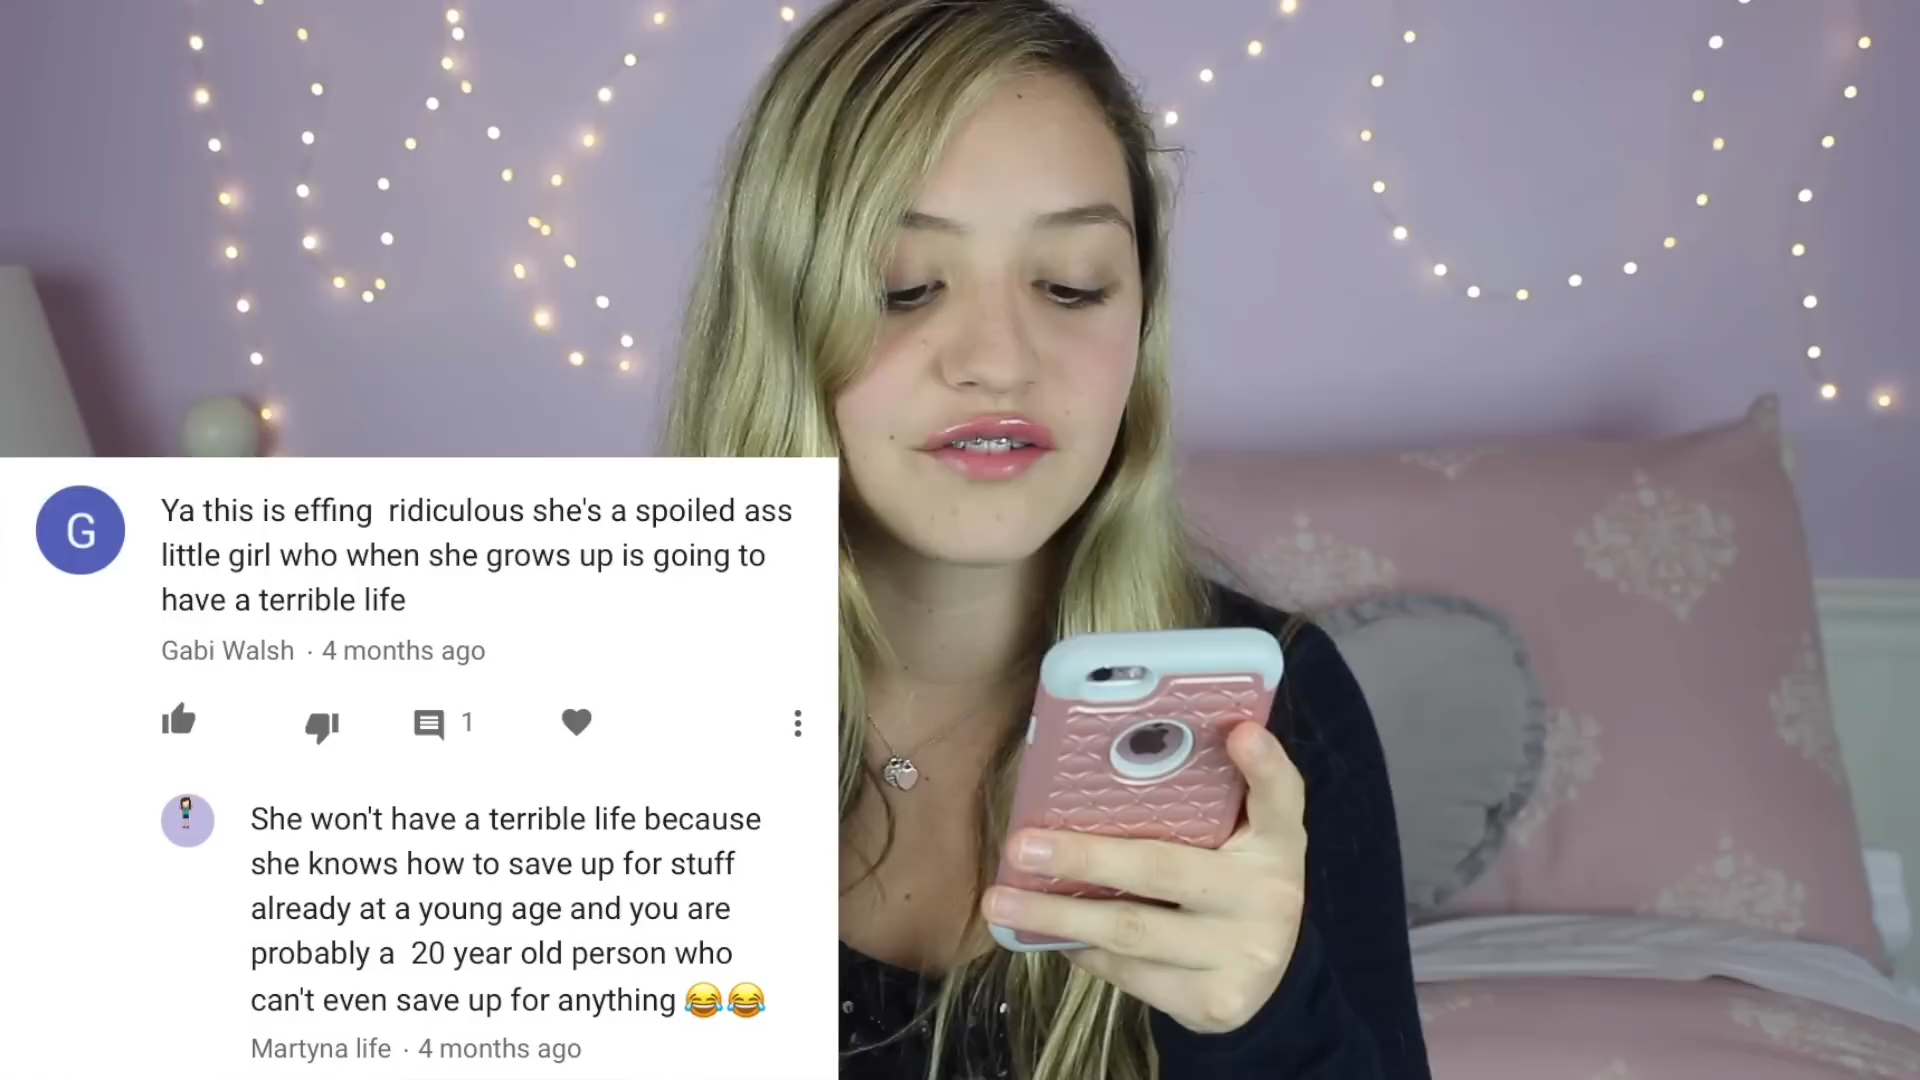 G
Ya this is effing  ridiculous she's a spoiled ass
little girl who when she grows up is going to
have a terrible life
Gabi Walsh · 4 months ago
1
She won't have a terrible life because
she knows how to save up for stuff
already at a young age and you are
probably a  20 year old person who
can't even save up for anything 😂😂
Martyna life · 4 months ago